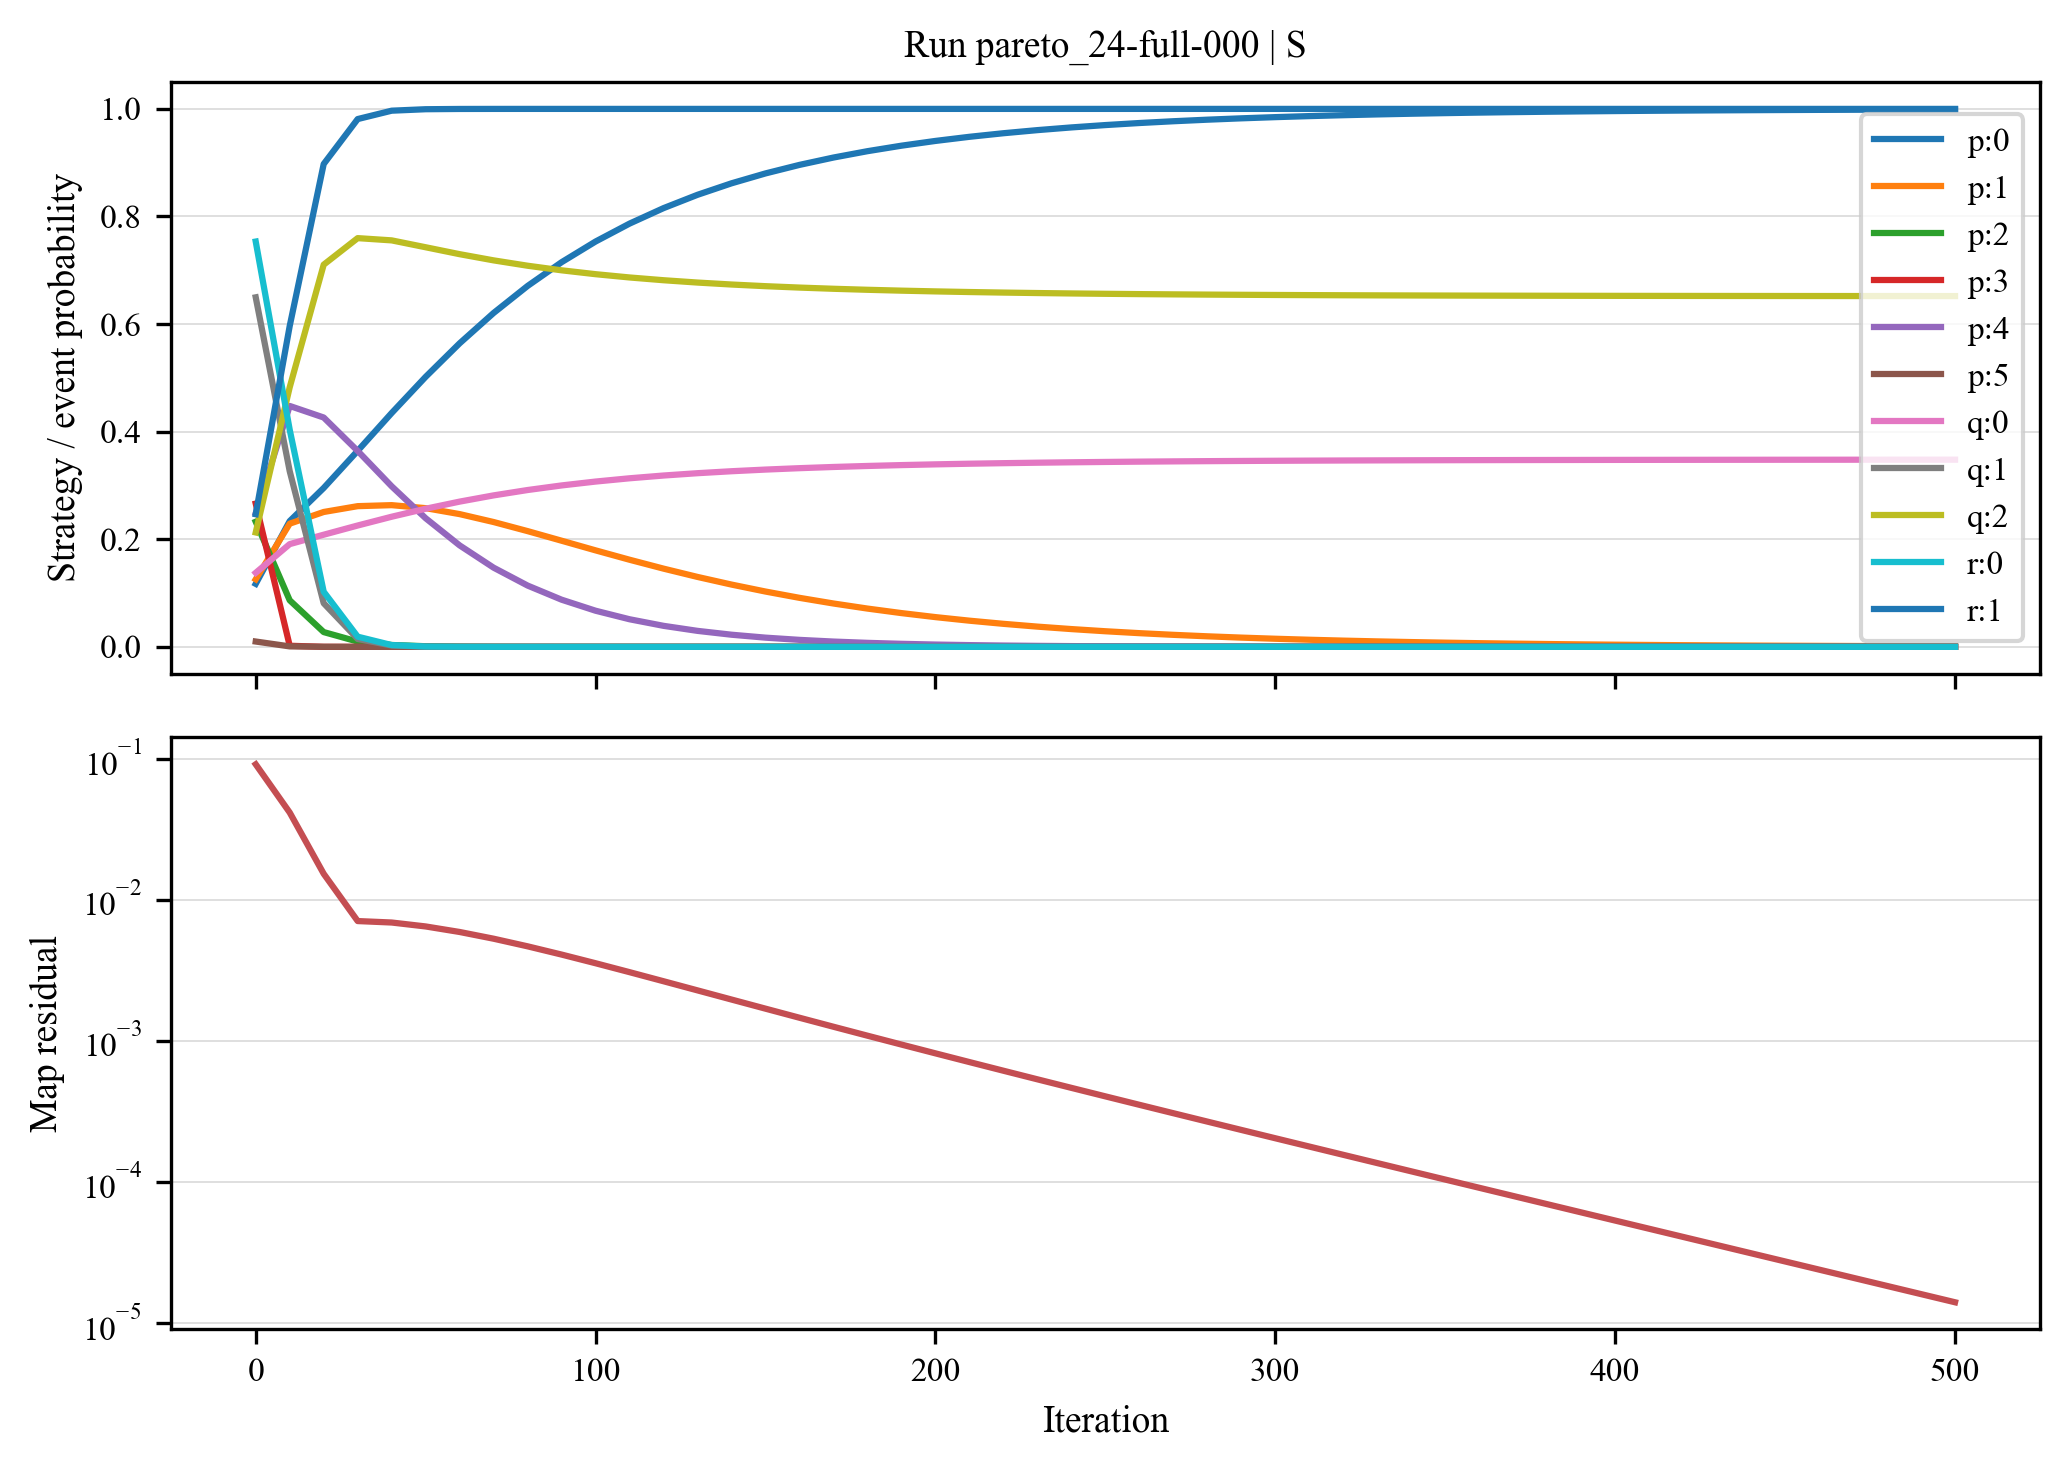 Run pareto_24-full-000 | S
Strategy / event probability
1.0
0.8
0.6
0.4
0.2
0.0
p:0
p:1
p:2
p:3
p:4
p:5
q:0
q:1
q:2
r:0
r:1
Map residual
10⁻¹
10⁻²
10⁻³
10⁻⁴
10⁻⁵
0 100 200 300 400 500
Iteration